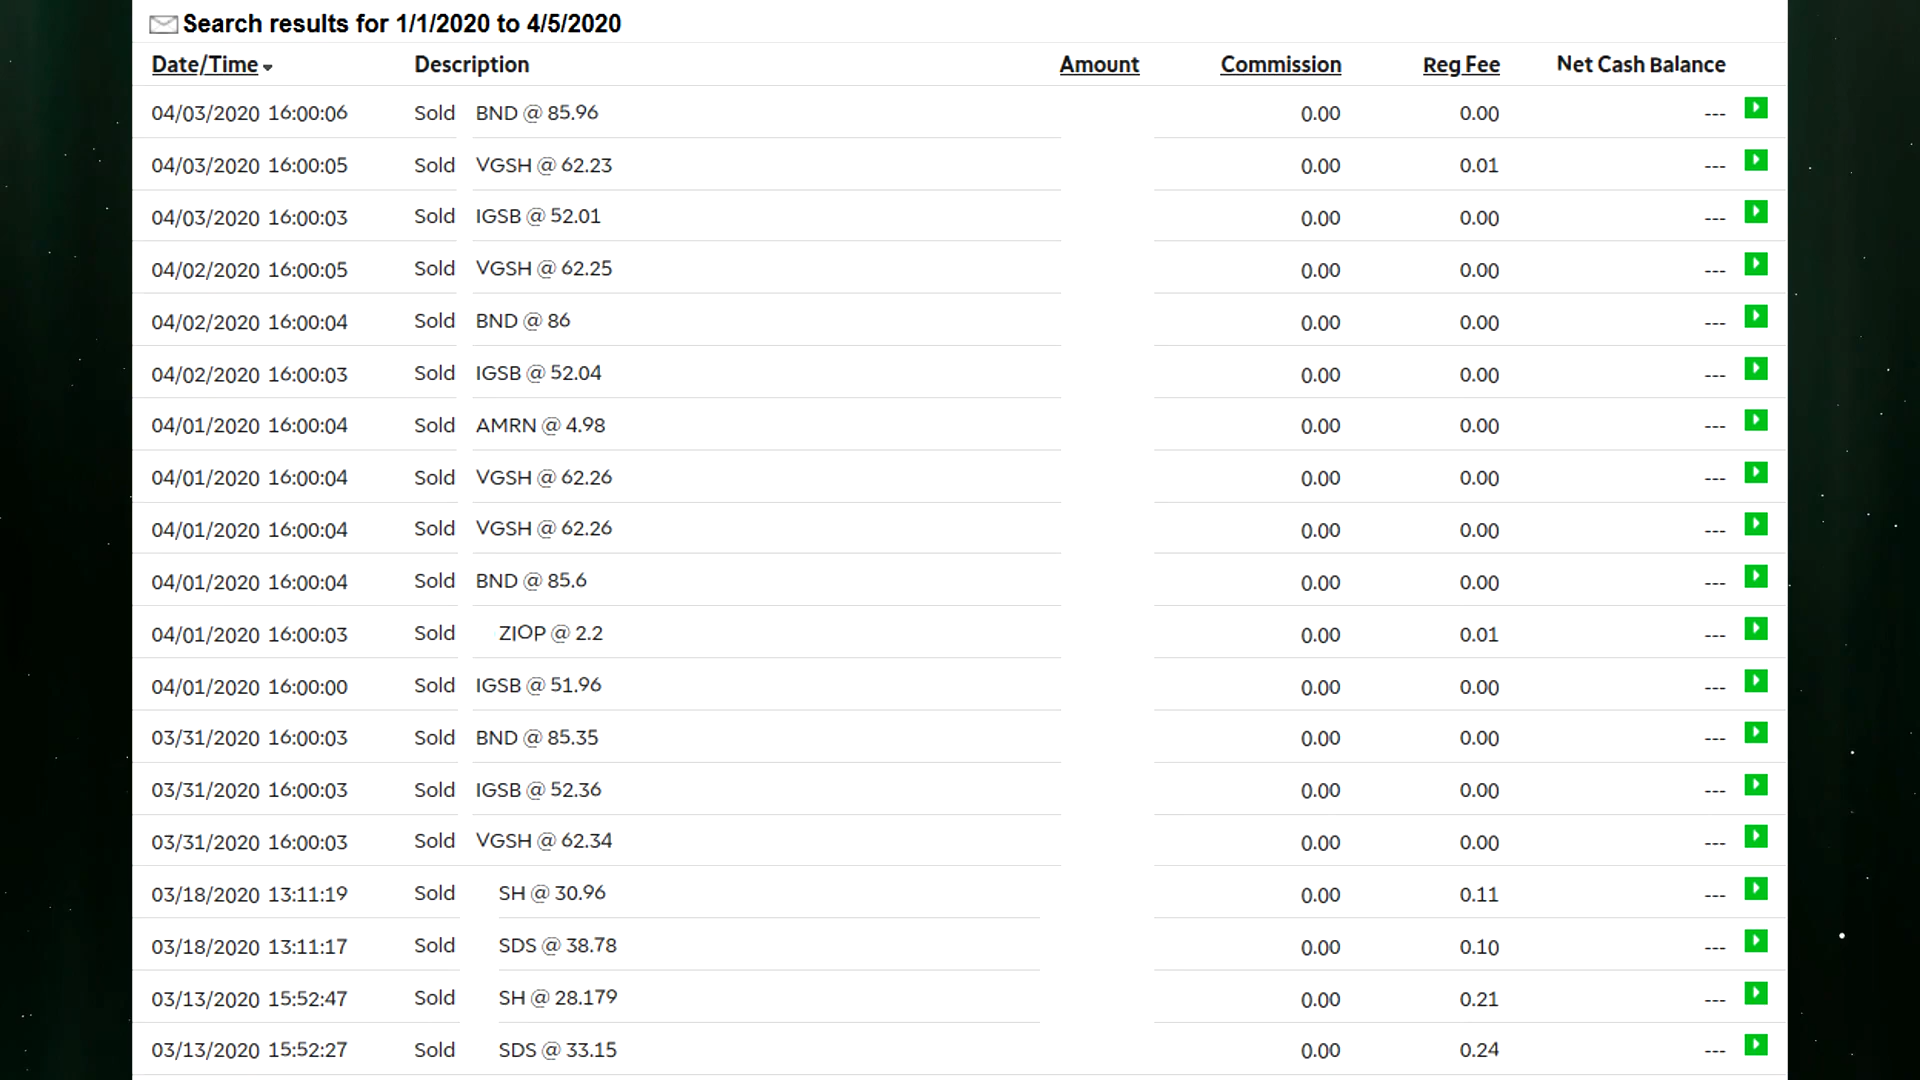 Search results for 1/1/2020 to 4/5/2020
Date/Time Description Amount Commission Reg Fee Net Cash Balance
04/03/2020 16:00:06 Sold BND @ 85.96 0.00 0.00 ---
04/03/2020 16:00:05 Sold VGSH @ 62.23 0.00 0.01 ---
04/03/2020 16:00:03 Sold IGSB @ 52.01 0.00 0.00 ---
04/02/2020 16:00:05 Sold VGSH @ 62.25 0.00 0.00 ---
04/02/2020 16:00:04 Sold BND @ 86 0.00 0.00 ---
04/02/2020 16:00:03 Sold IGSB @ 52.04 0.00 0.00 ---
04/01/2020 16:00:04 Sold AMRN @ 4.98 0.00 0.00 ---
04/01/2020 16:00:04 Sold VGSH @ 62.26 0.00 0.00 ---
04/01/2020 16:00:04 Sold VGSH @ 62.26 0.00 0.00 ---
04/01/2020 16:00:04 Sold BND @ 85.6 0.00 0.00 ---
04/01/2020 16:00:03 Sold ZIOP @ 2.2 0.00 0.01 ---
04/01/2020 16:00:00 Sold IGSB @ 51.96 0.00 0.00 ---
03/31/2020 16:00:03 Sold BND @ 85.35 0.00 0.00 ---
03/31/2020 16:00:03 Sold IGSB @ 52.36 0.00 0.00 ---
03/31/2020 16:00:03 Sold VGSH @ 62.34 0.00 0.00 ---
03/18/2020 13:11:19 Sold SH @ 30.96 0.00 0.11 ---
03/18/2020 13:11:17 Sold SDS @ 38.78 0.00 0.10 ---
03/13/2020 15:52:47 Sold SH @ 28.179 0.00 0.21 ---
03/13/2020 15:52:27 Sold SDS @ 33.15 0.00 0.24 ---